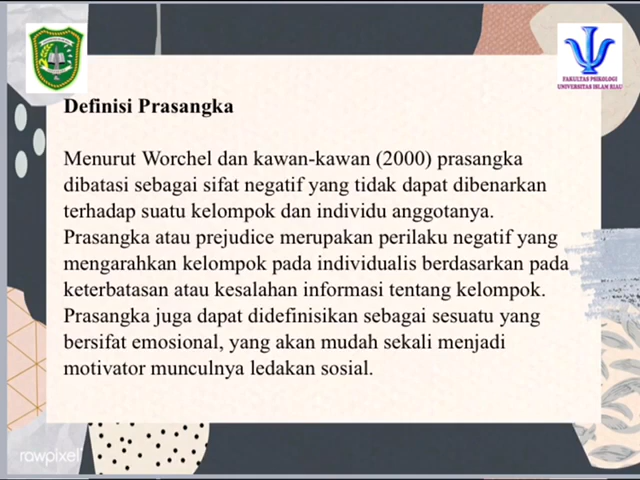 FAKULTAS PSIKOLOGI
UNIVERSITAS ISLAN RIAU
Definisi Prasangka
Menurut Worchel dan kawan-kawan (2000) prasangka
dibatasi sebagai sifat negatif yang tidak dapat dibenarkan
terhadap suatu kelompok dan individu anggotanya.
Prasangka atau prejudice merupakan perilaku negatif yang
mengarahkan kelompok pada individualis berdasarkan pada
keterbatasan atau kesalahan informasi tentang kelompok.
Prasangka juga dapat didefinisikan sebagai sesuatu yang
bersifat emosional, yang akan mudah sekali menjadi
motivator munculnya ledakan sosial.
rawpixel